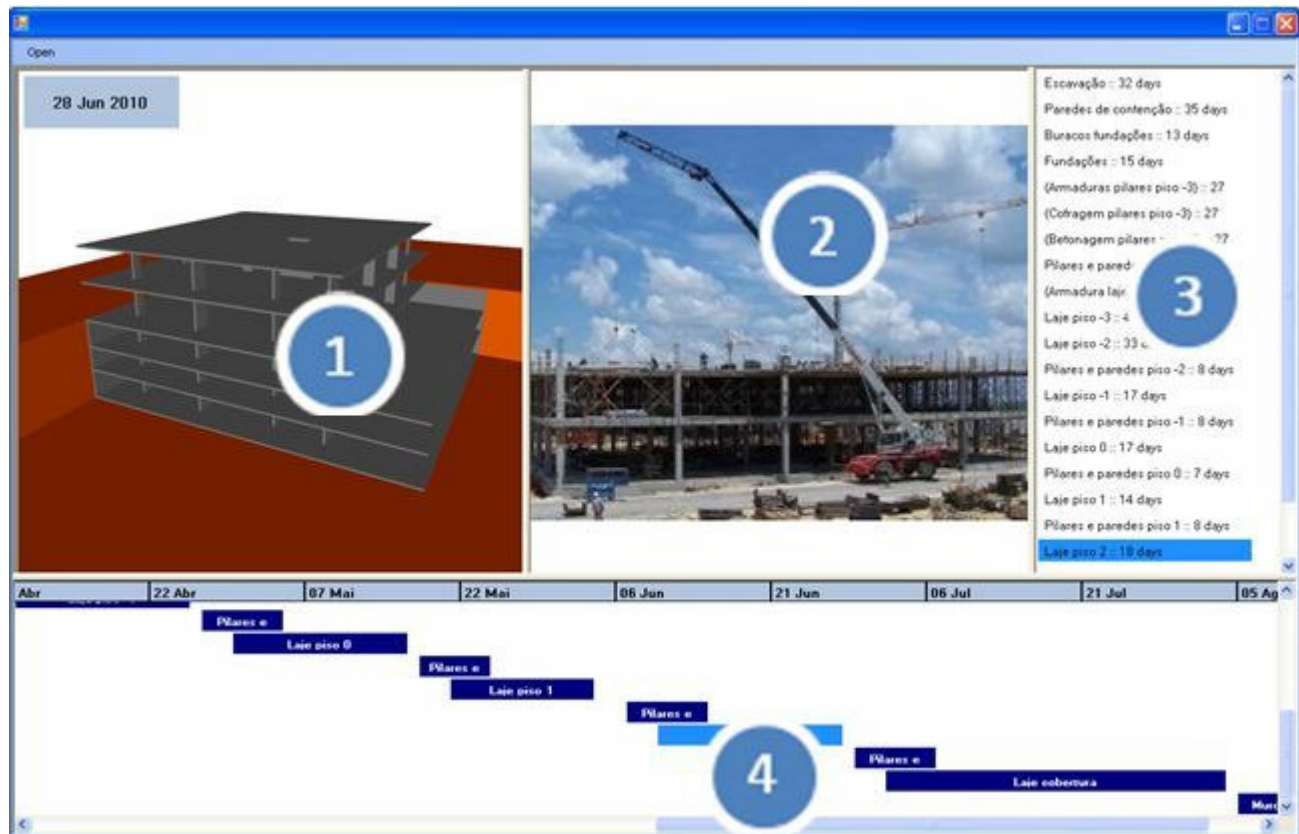 Open
28 Jun 2010
1
2
3
Escavação :: 32 days
Paredes de contenção :: 35 days
Buracos fundações :: 13 days
Fundações :: 15 days
(Armaduras pilares piso -3) :: 27
(Cofragem pilares piso -3) :: 27
(Betonagem pilares
Pilares e
(Armadura
Laje piso -3 ::
Laje piso -2 :: 33
Pilares e paredes piso -2 :: 8 days
Laje piso -1 :: 17 days
Pilares e paredes piso -1 :: 8 days
Laje piso 0 :: 17 days
Pilares e paredes piso 0 :: 7 days
Laje piso 1 :: 14 days
Pilares e paredes piso 1 :: 8 days
Laje piso 2 :: 18 days
Abr 22 Abr 07 Mai 22 Mai 06 Jun 21 Jun 06 Jul 21 Jul 05 Ag
Pilares e
Laje piso 0
Pilares e
Laje piso 1
Pilares e
4
Pilares e
Laje cobertura